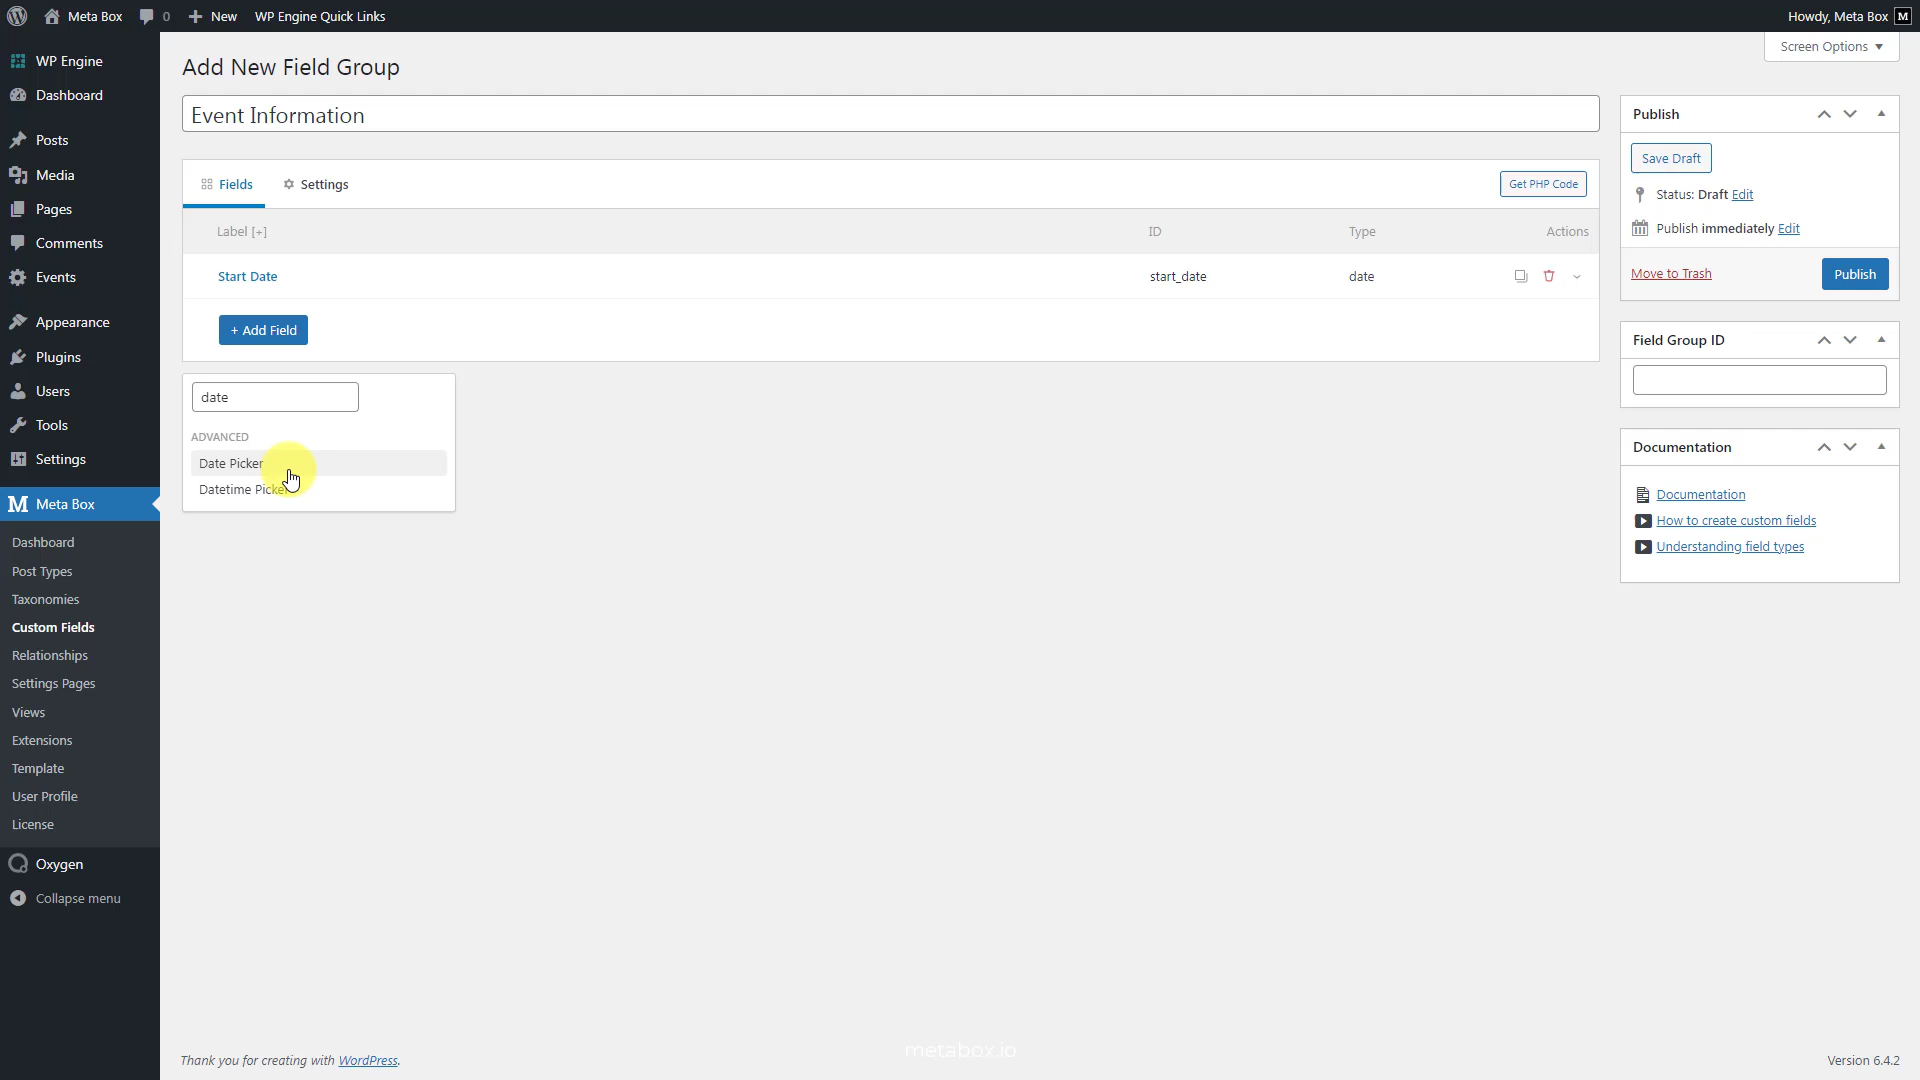 Meta Box
0
New
WP Engine Quick Links
Howdy, Meta Box
M
WP Engine
Dashboard
Posts
Media
Pages
Comments
Events
Appearance
Plugins
Users
Tools
Settings
M Meta Box
Dashboard
Post Types
Taxonomies
Custom Fields
Relationships
Settings Pages
Views
Extensions
Template
User Profile
License
Oxygen
Collapse menu
Screen Options
Add New Field Group
Event Information
Fields
Settings
Get PHP Code
Label [+]
ID
Type
Actions
Start Date
start_date
date
+ Add Field
date
ADVANCED
Date Picker
Datetime Picker
Publish
Save Draft
Status: Draft Edit
Publish immediately Edit
Move to Trash
Publish
Field Group ID
Documentation
Documentation
How to create custom fields
Understanding field types
metabox.io
Thank you for creating with WordPress.
Version 6.4.2